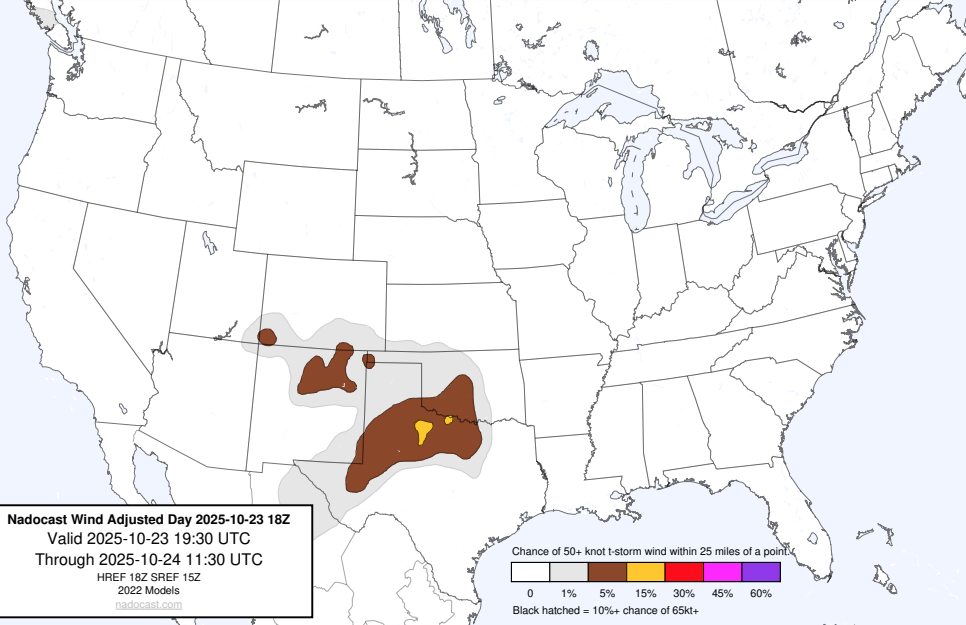 Nadocast Wind Adjusted Day 2025-10-23 18Z
Valid 2025-10-23 19:30 UTC
Through 2025-10-24 11:30 UTC
HREF 18Z SREF 15Z
2022 Models
nadocast.com
Chance of 50+ knot t-storm wind within 25 miles of a point.
0 1% 5% 15% 30% 45% 60%
Black hatched = 10%+ chance of 65kt+